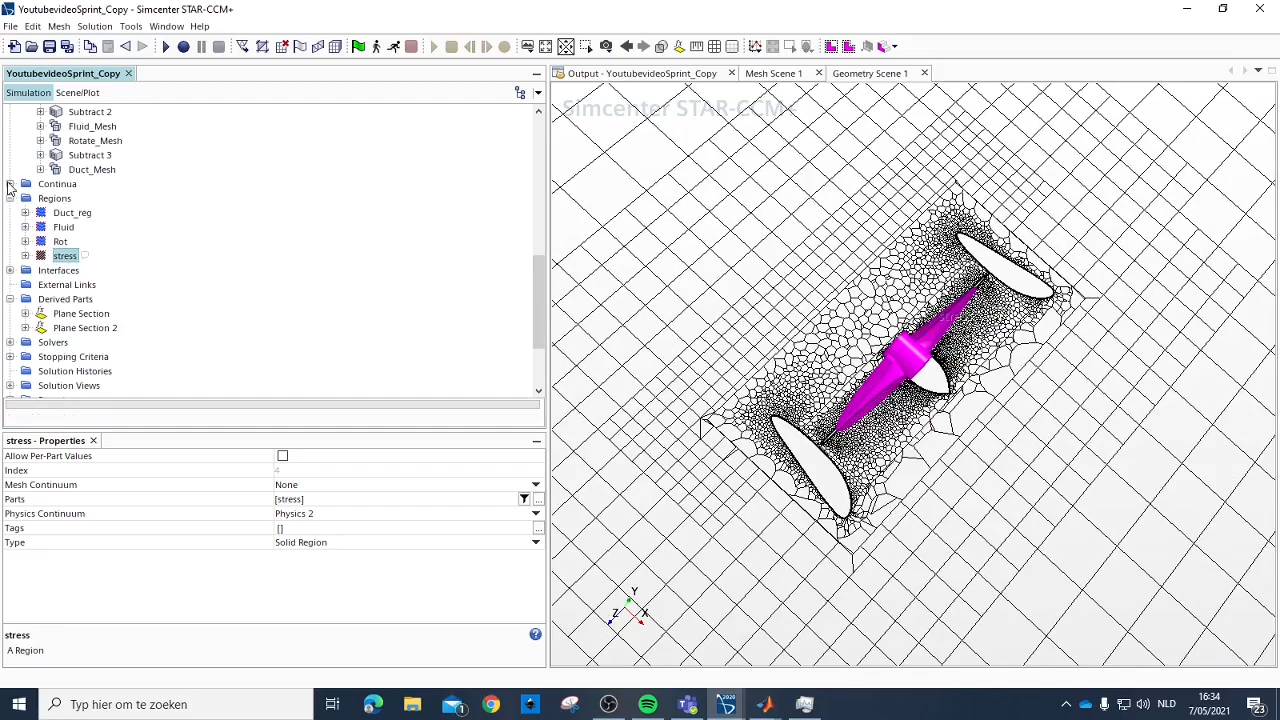 YoutubevideoSprint_Copy - Simcenter STAR-CCM+
File Edit Mesh Solution Tools Window Help
YoutubevideoSprint_Copy
Output - YoutubevideoSprint_Copy
Mesh Scene 1
Geometry Scene 1
Simulation Scene/Plot
Simcenter STAR-CCM+
Subtract 2
Fluid_Mesh
Rotate_Mesh
Subtract 3
Duct_Mesh
Continua
Regions
Duct_reg
Fluid
Rot
stress
Interfaces
External Links
Derived Parts
Plane Section
Plane Section 2
Solvers
Stopping Criteria
Solution Histories
Solution Views
stress - Properties
Allow Per-Part Values
Index 4
Mesh Continuum None
Parts [stress]
Physics Continuum Physics 2
Tags []
Type Solid Region
stress
A Region
Y
Z X
Typ hier om te zoeken
NLD
16:34
7/05/2021
23